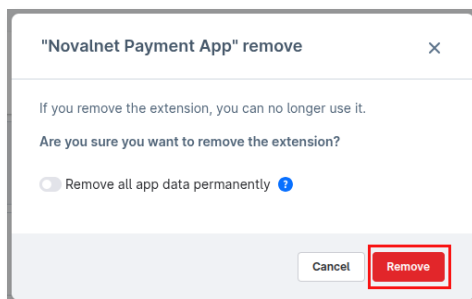 "Novalnet Payment App" remove
If you remove the extension, you can no longer use it.
Are you sure you want to remove the extension?
Remove all app data permanently ?
Cancel Remove